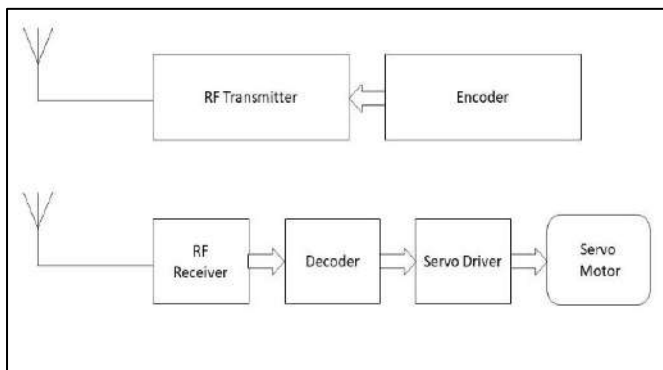 RF Transmitter
Encoder
RF
Receiver
Decoder
Servo Driver
Servo
Motor